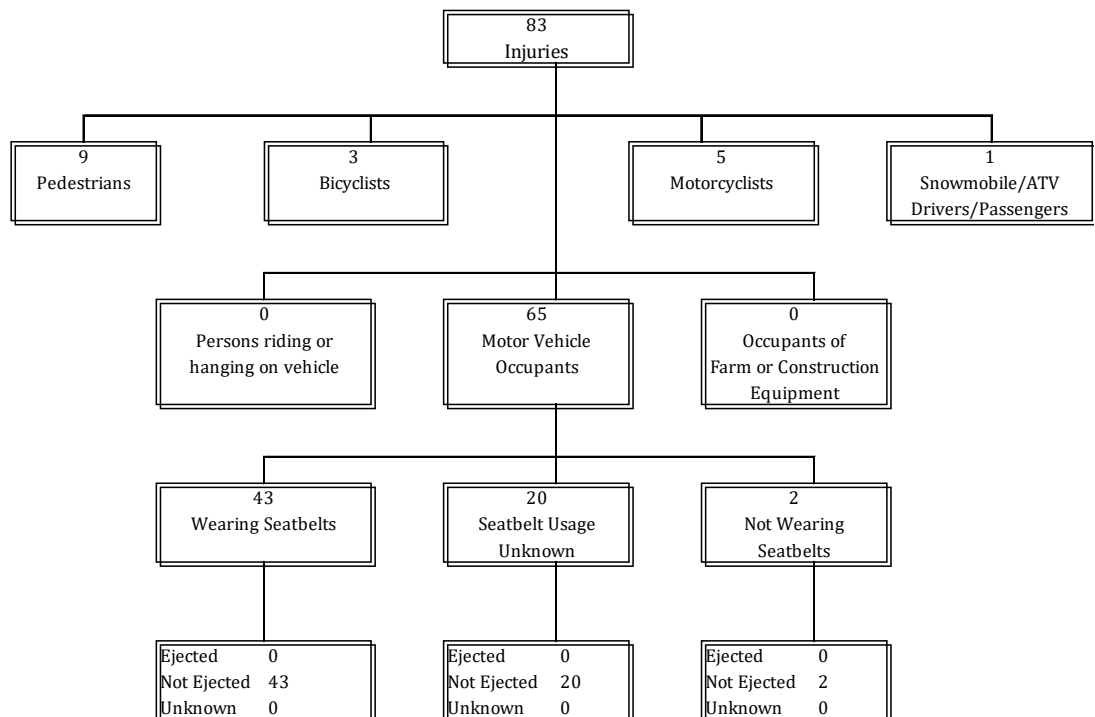 83
Injuries
9
Pedestrians
3
Bicyclists
5
Motorcyclists
1
Snowmobile/ATV
Drivers/Passengers
0
Persons riding or
hanging on vehicle
65
Motor Vehicle
Occupants
0
Occupants of
Farm or Construction
Equipment
43
Wearing Seatbelts
20
Seatbelt Usage
Unknown
2
Not Wearing
Seatbelts
Ejected 0
Not Ejected 43
Unknown 0
Ejected 0
Not Ejected 20
Unknown 0
Ejected 0
Not Ejected 2
Unknown 0